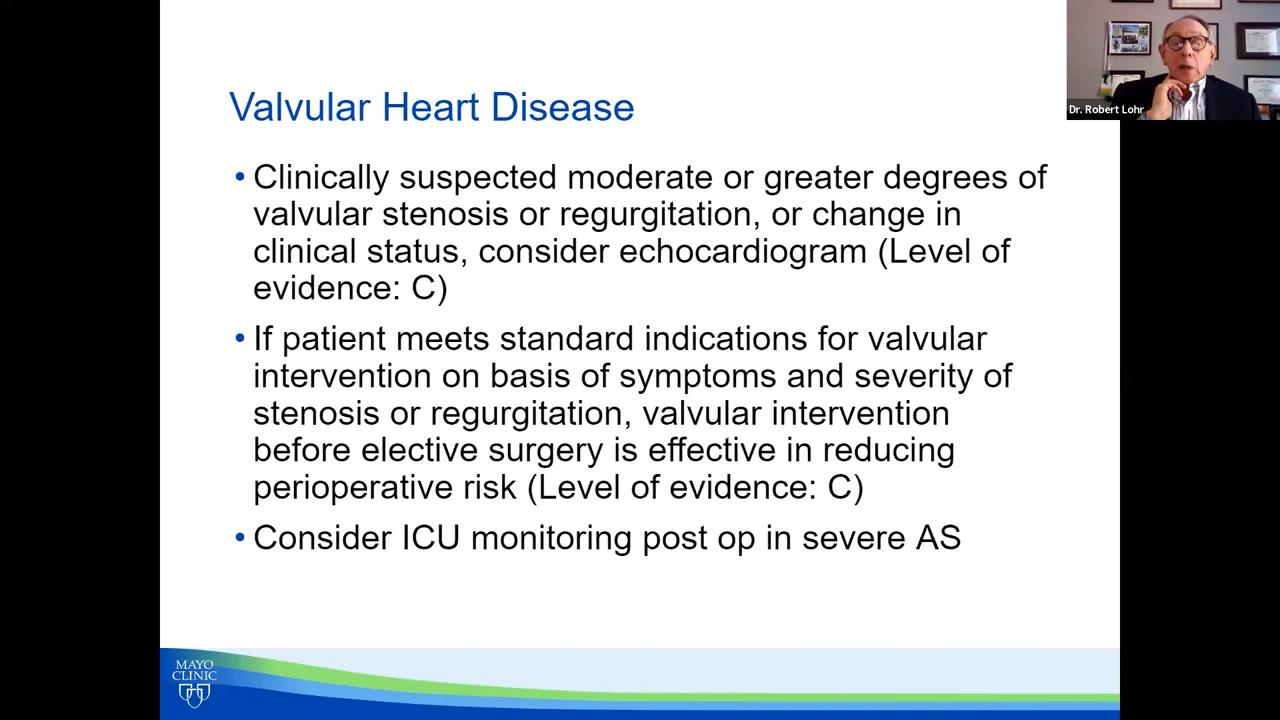 Valvular Heart Disease
• Clinically suspected moderate or greater degrees of
valvular stenosis or regurgitation, or change in
clinical status, consider echocardiogram (Level of
evidence: C)
• If patient meets standard indications for valvular
intervention on basis of symptoms and severity of
stenosis or regurgitation, valvular intervention
before elective surgery is effective in reducing
perioperative risk (Level of evidence: C)
• Consider ICU monitoring post op in severe AS
Dr. Robert Lohr
MAYO
CLINIC